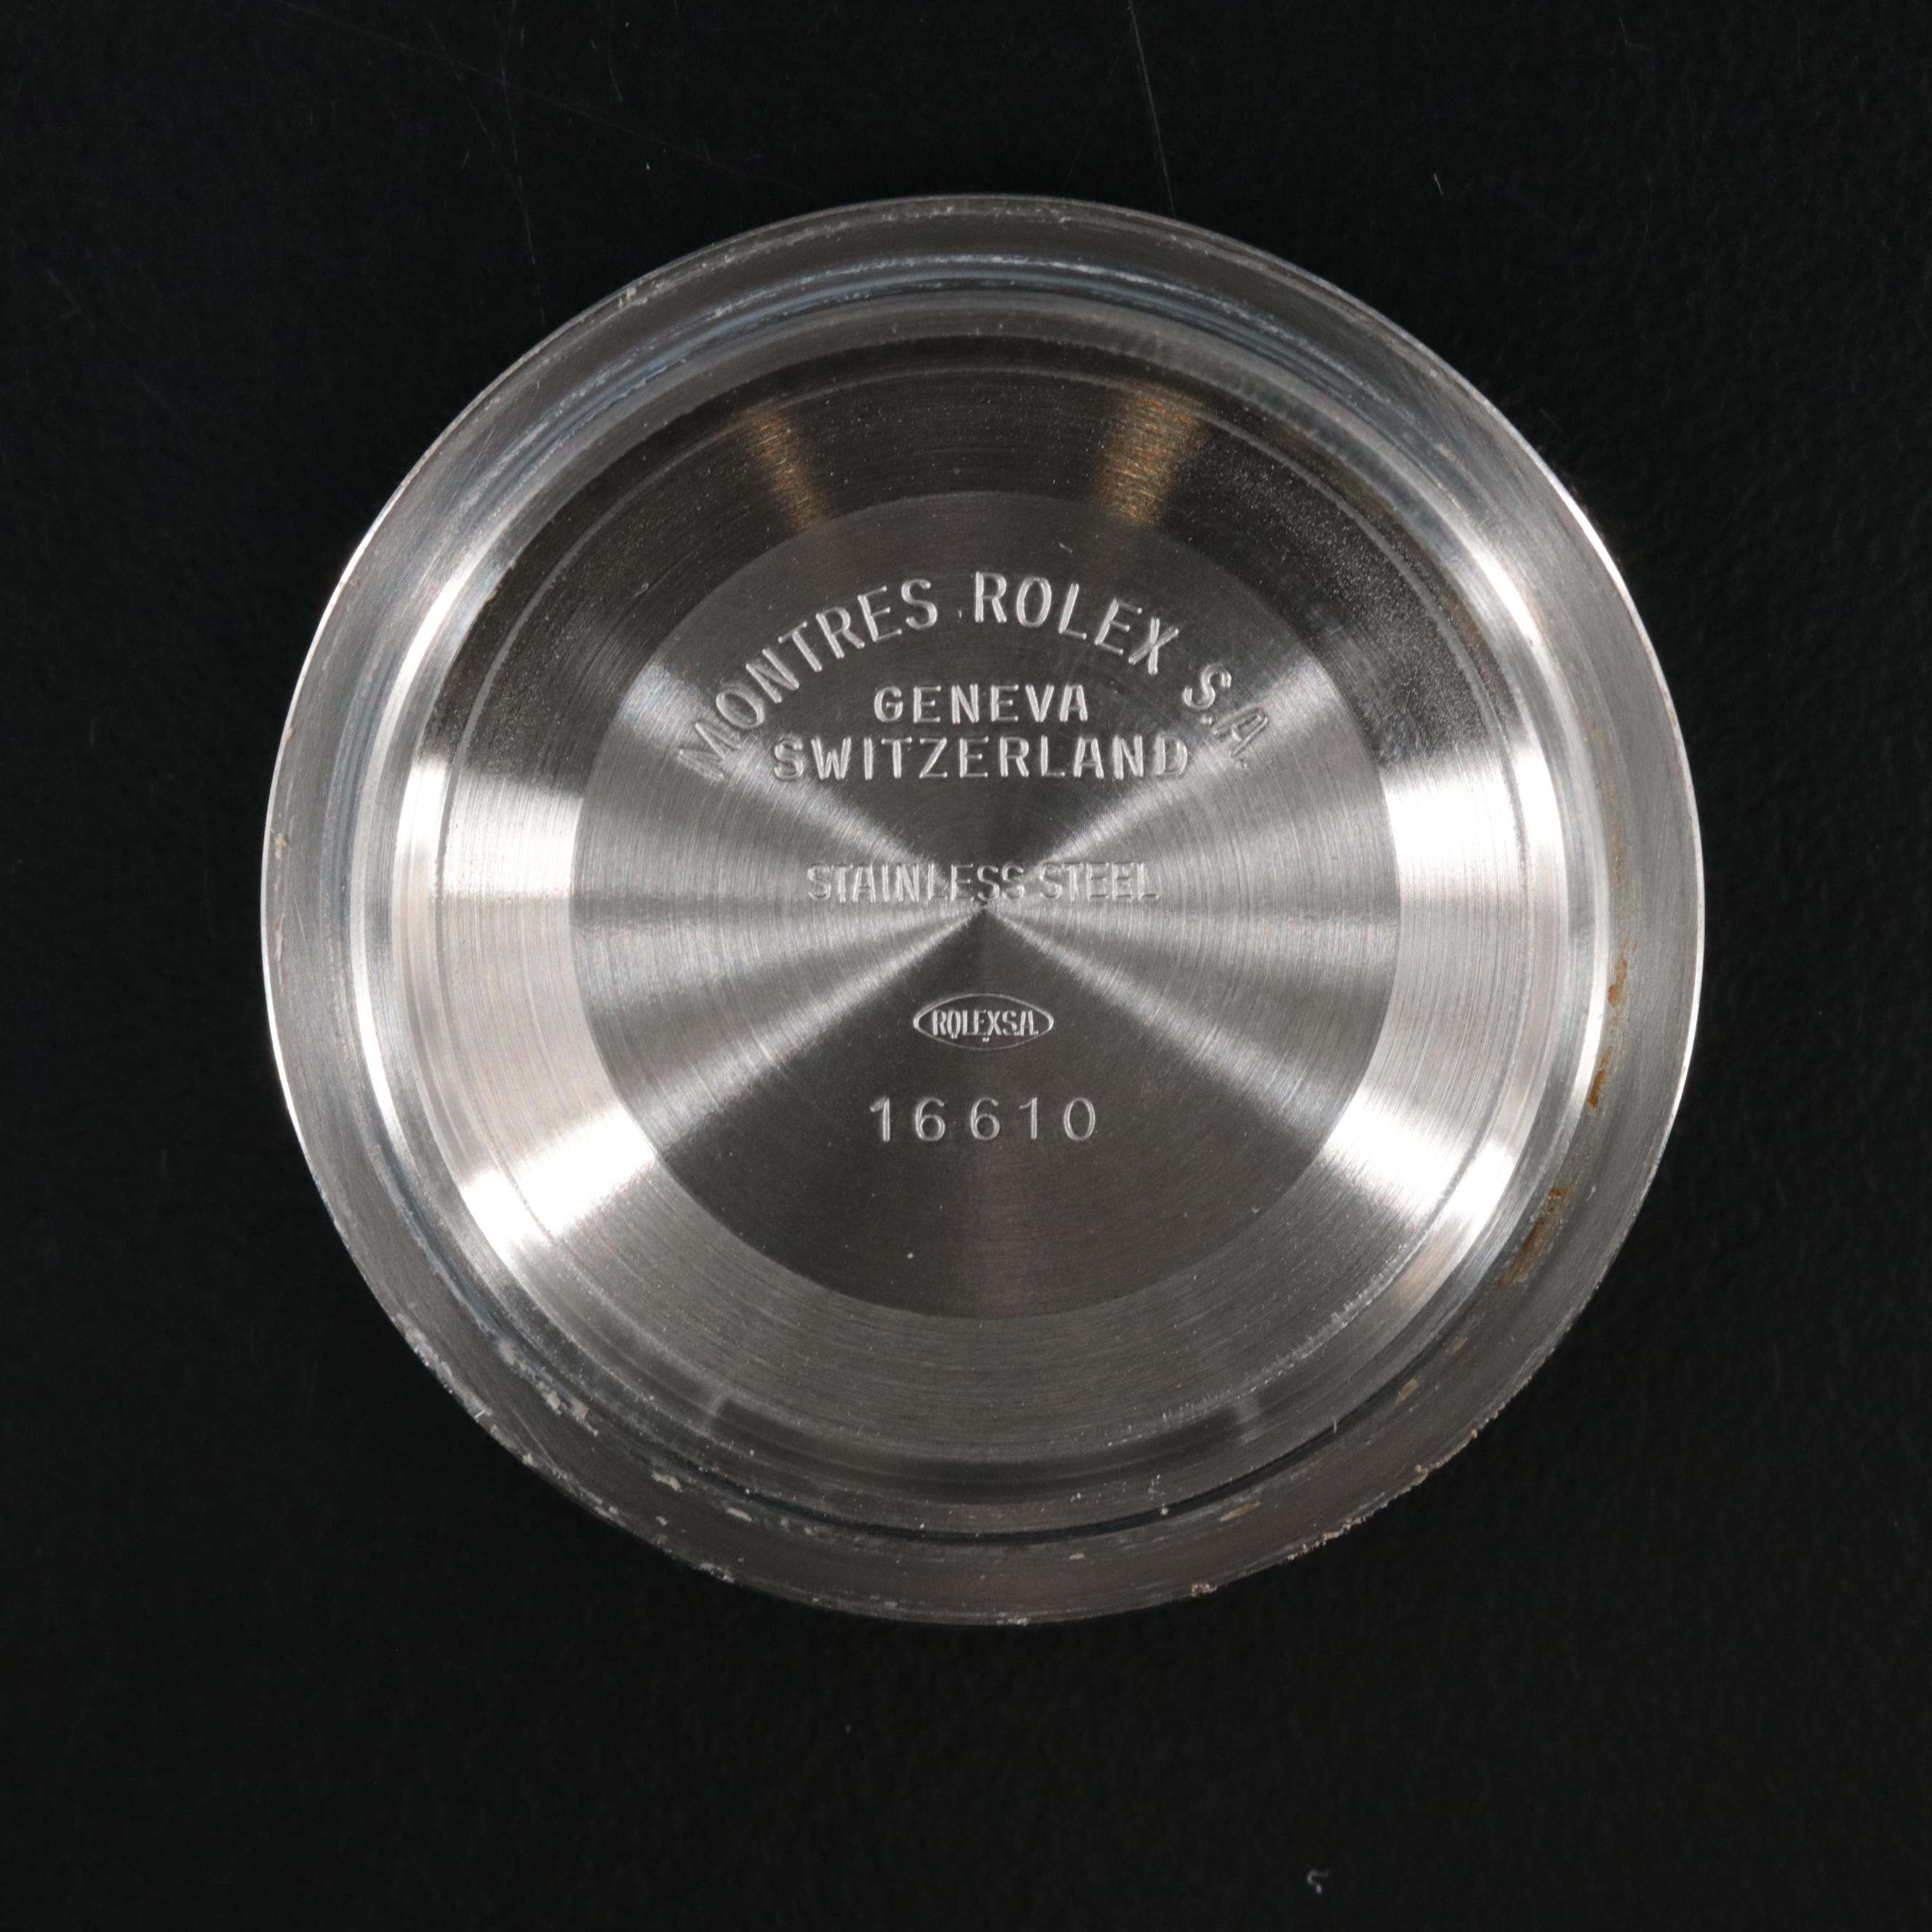 MONTRES ROLEX S.A.
GENEVA
SWITZERLAND
STAINLESS STEEL
ROLEX S.A.
16610